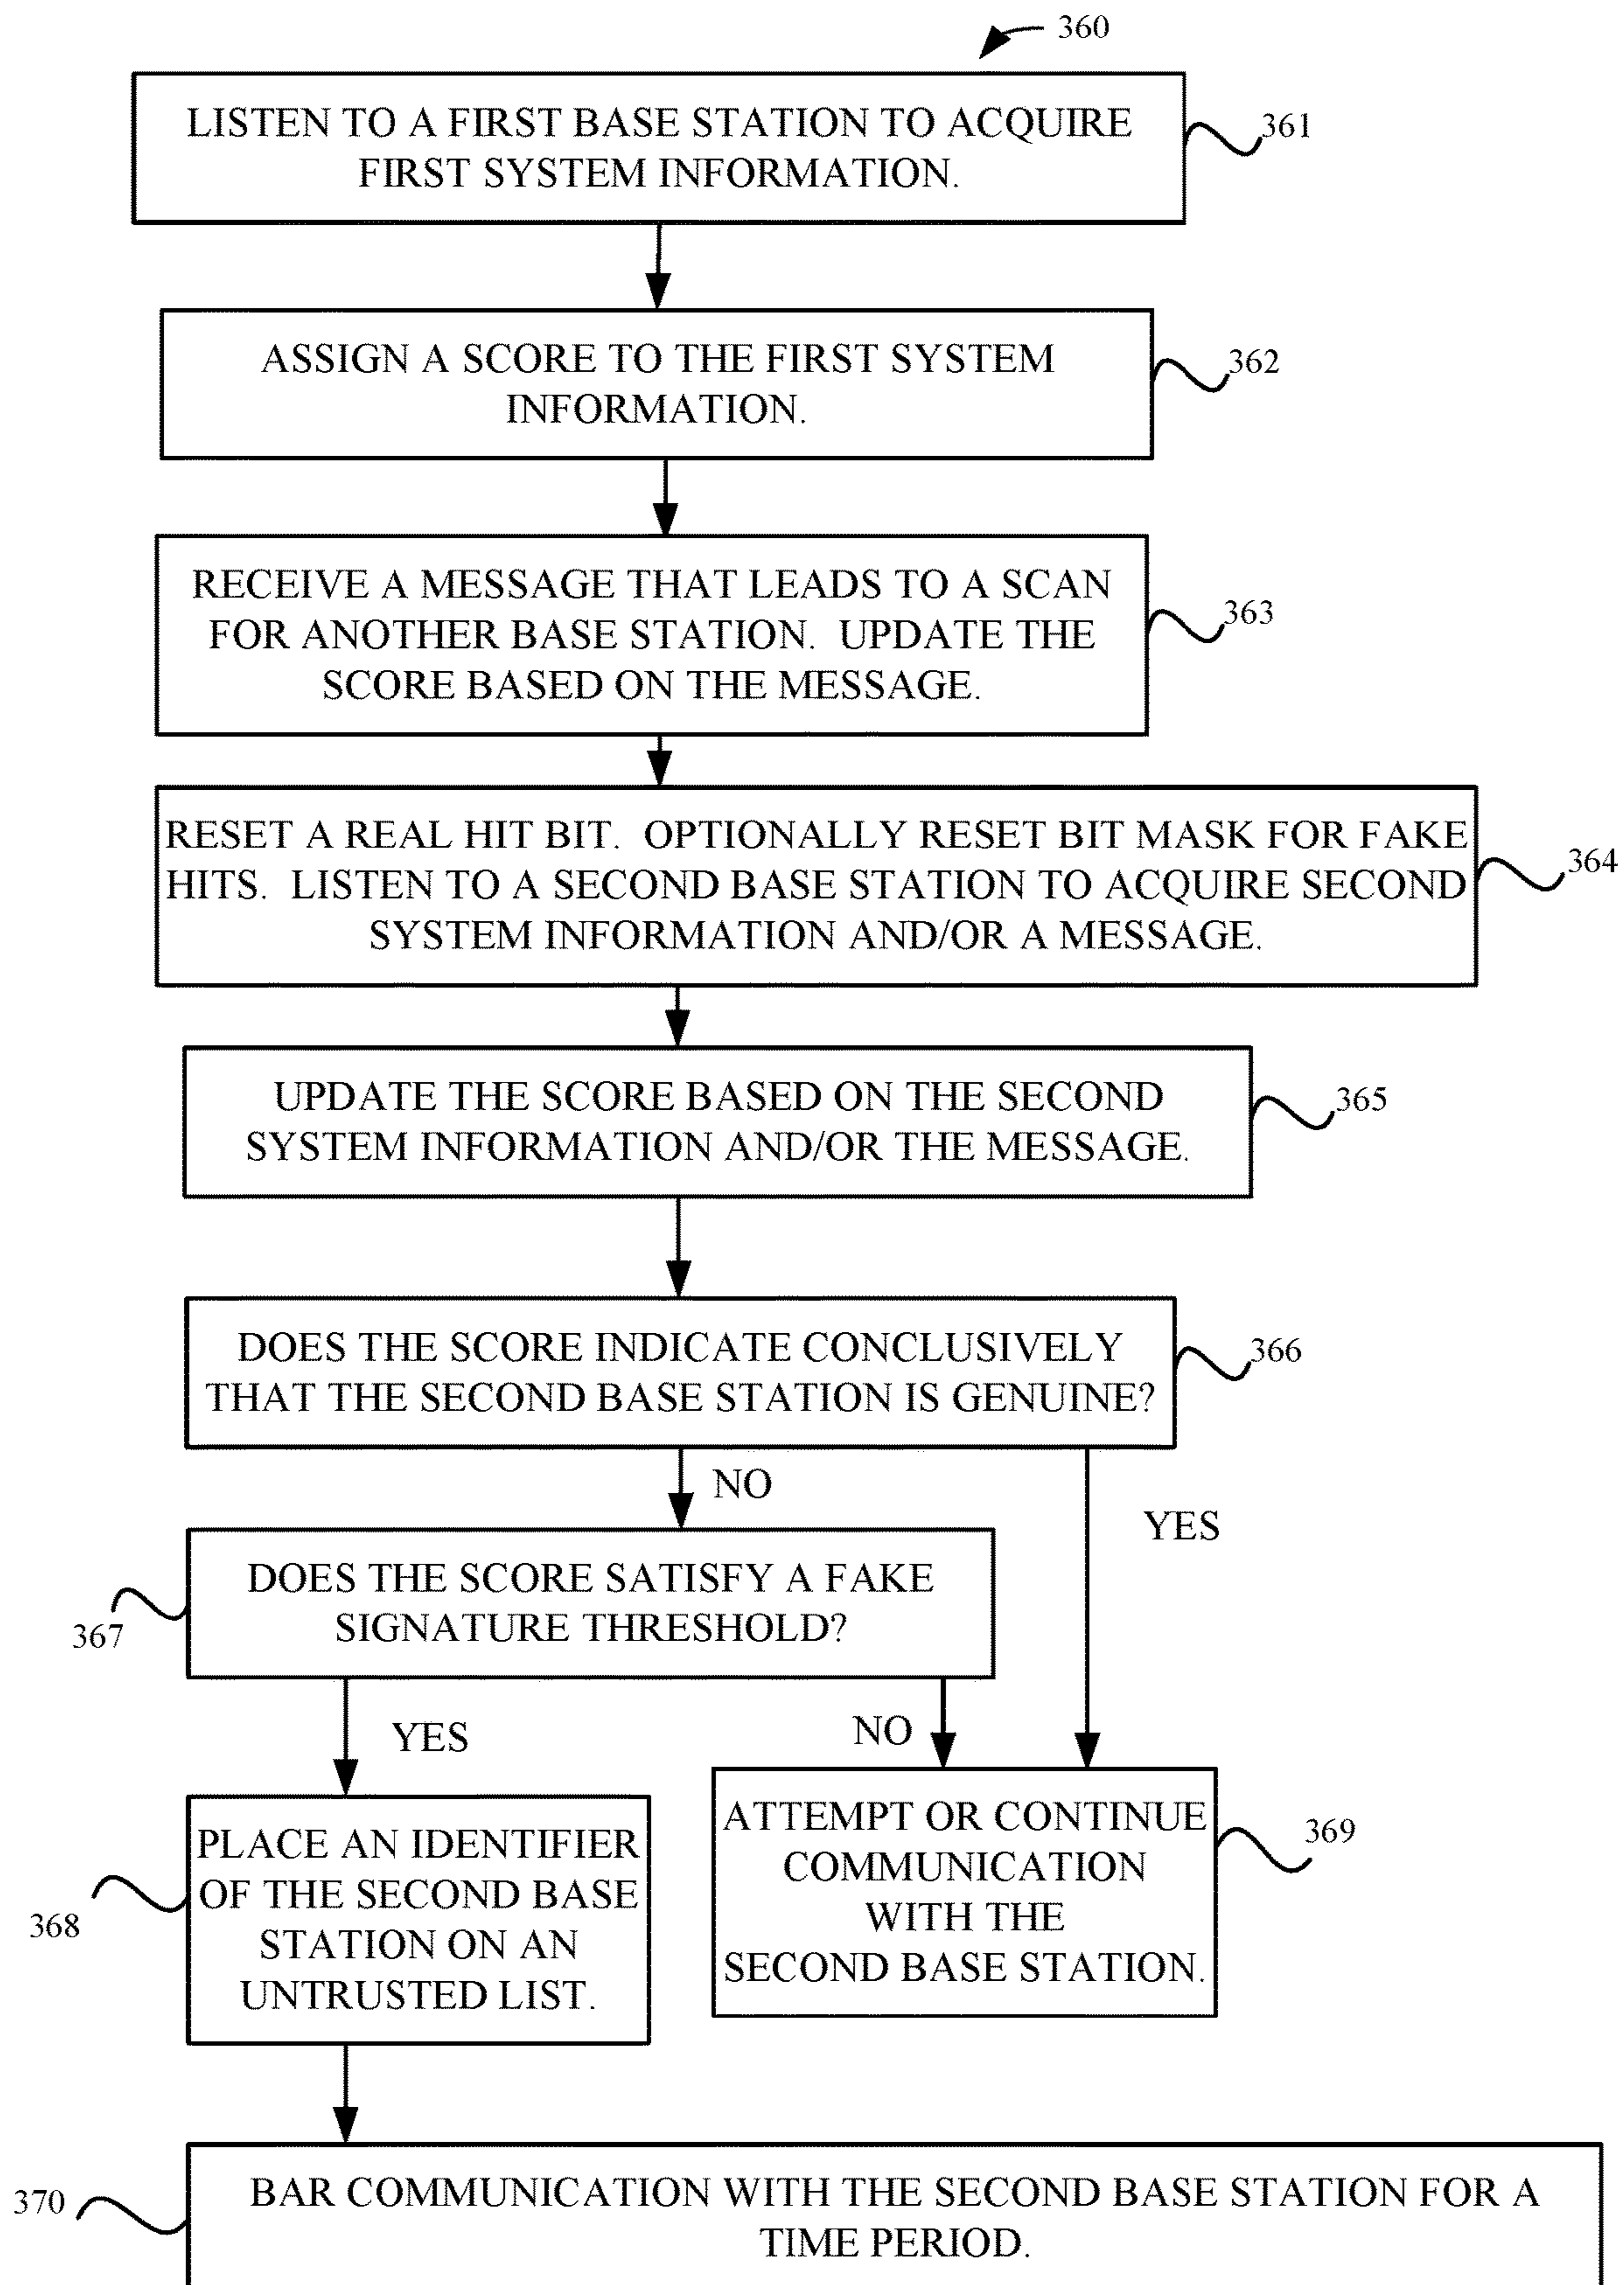 360
LISTEN TO A FIRST BASE STATION TO ACQUIRE
FIRST SYSTEM INFORMATION.
361
ASSIGN A SCORE TO THE FIRST SYSTEM
INFORMATION.
362
RECEIVE A MESSAGE THAT LEADS TO A SCAN
FOR ANOTHER BASE STATION. UPDATE THE
SCORE BASED ON THE MESSAGE.
363
RESET A REAL HIT BIT. OPTIONALLY RESET BIT MASK FOR FAKE
HITS. LISTEN TO A SECOND BASE STATION TO ACQUIRE SECOND
SYSTEM INFORMATION AND/OR A MESSAGE.
364
UPDATE THE SCORE BASED ON THE SECOND
SYSTEM INFORMATION AND/OR THE MESSAGE.
365
DOES THE SCORE INDICATE CONCLUSIVELY
THAT THE SECOND BASE STATION IS GENUINE?
366
NO
YES
DOES THE SCORE SATISFY A FAKE
SIGNATURE THRESHOLD?
367
YES
NO
PLACE AN IDENTIFIER
OF THE SECOND BASE
STATION ON AN
UNTRUSTED LIST.
368
ATTEMPT OR CONTINUE
COMMUNICATION
WITH THE
SECOND BASE STATION.
369
BAR COMMUNICATION WITH THE SECOND BASE STATION FOR A
TIME PERIOD.
370